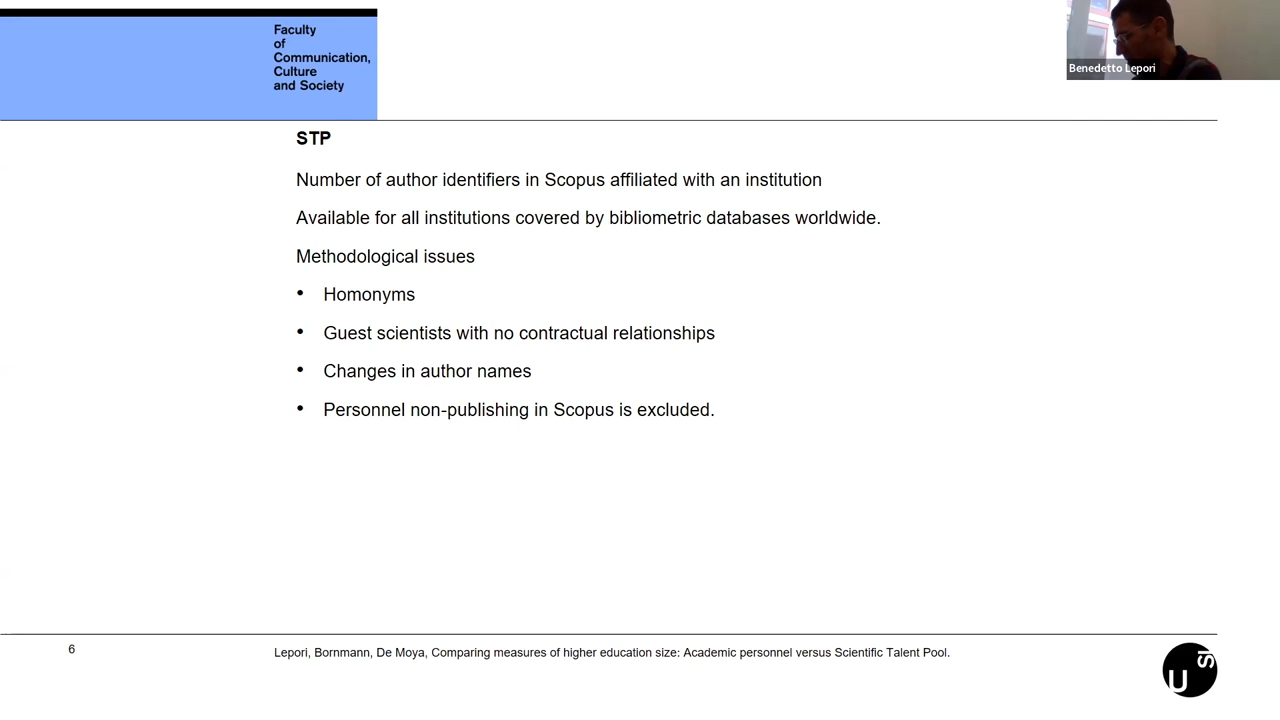 Faculty
of
Communication,
Culture
and Society
Benedetto Lepori
STP
Number of author identifiers in Scopus affiliated with an institution
Available for all institutions covered by bibliometric databases worldwide.
Methodological issues
• Homonyms
• Guest scientists with no contractual relationships
• Changes in author names
• Personnel non-publishing in Scopus is excluded.
6
Lepori, Bornmann, De Moya, Comparing measures of higher education size: Academic personnel versus Scientific Talent Pool.
U
SI